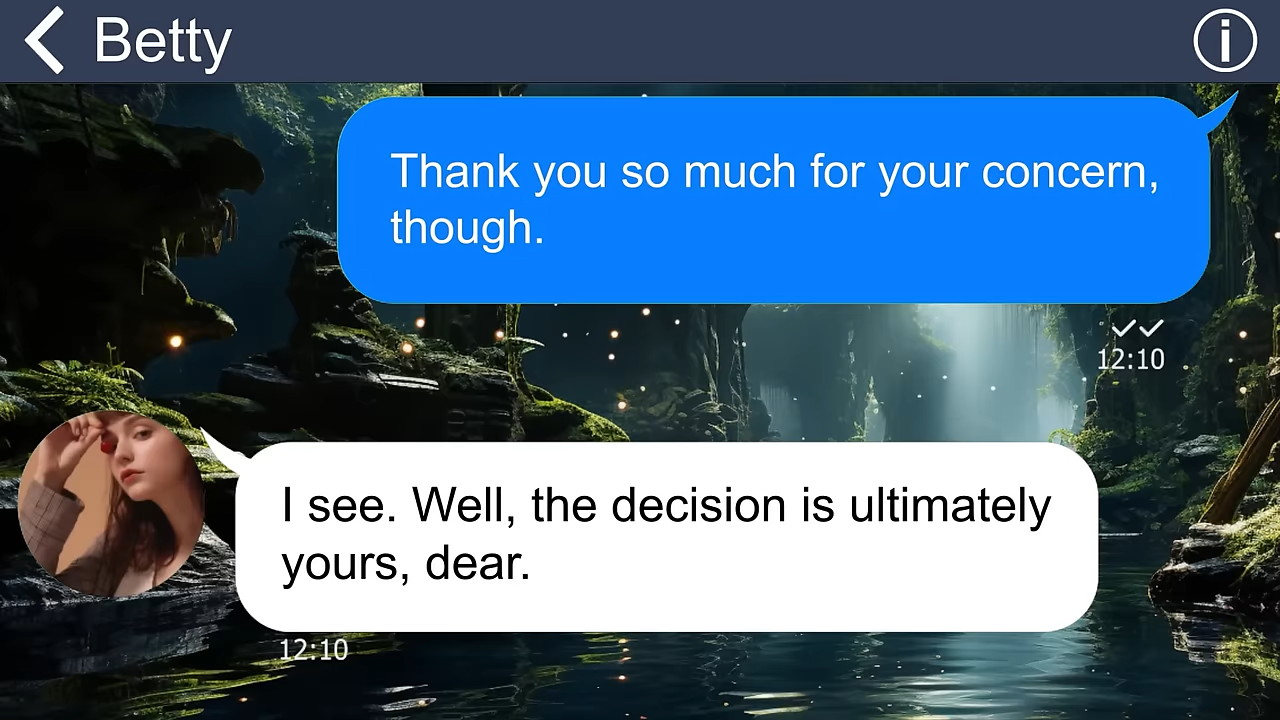 Betty
Thank you so much for your concern,
though.
12:10
I see. Well, the decision is ultimately
yours, dear.
12:10